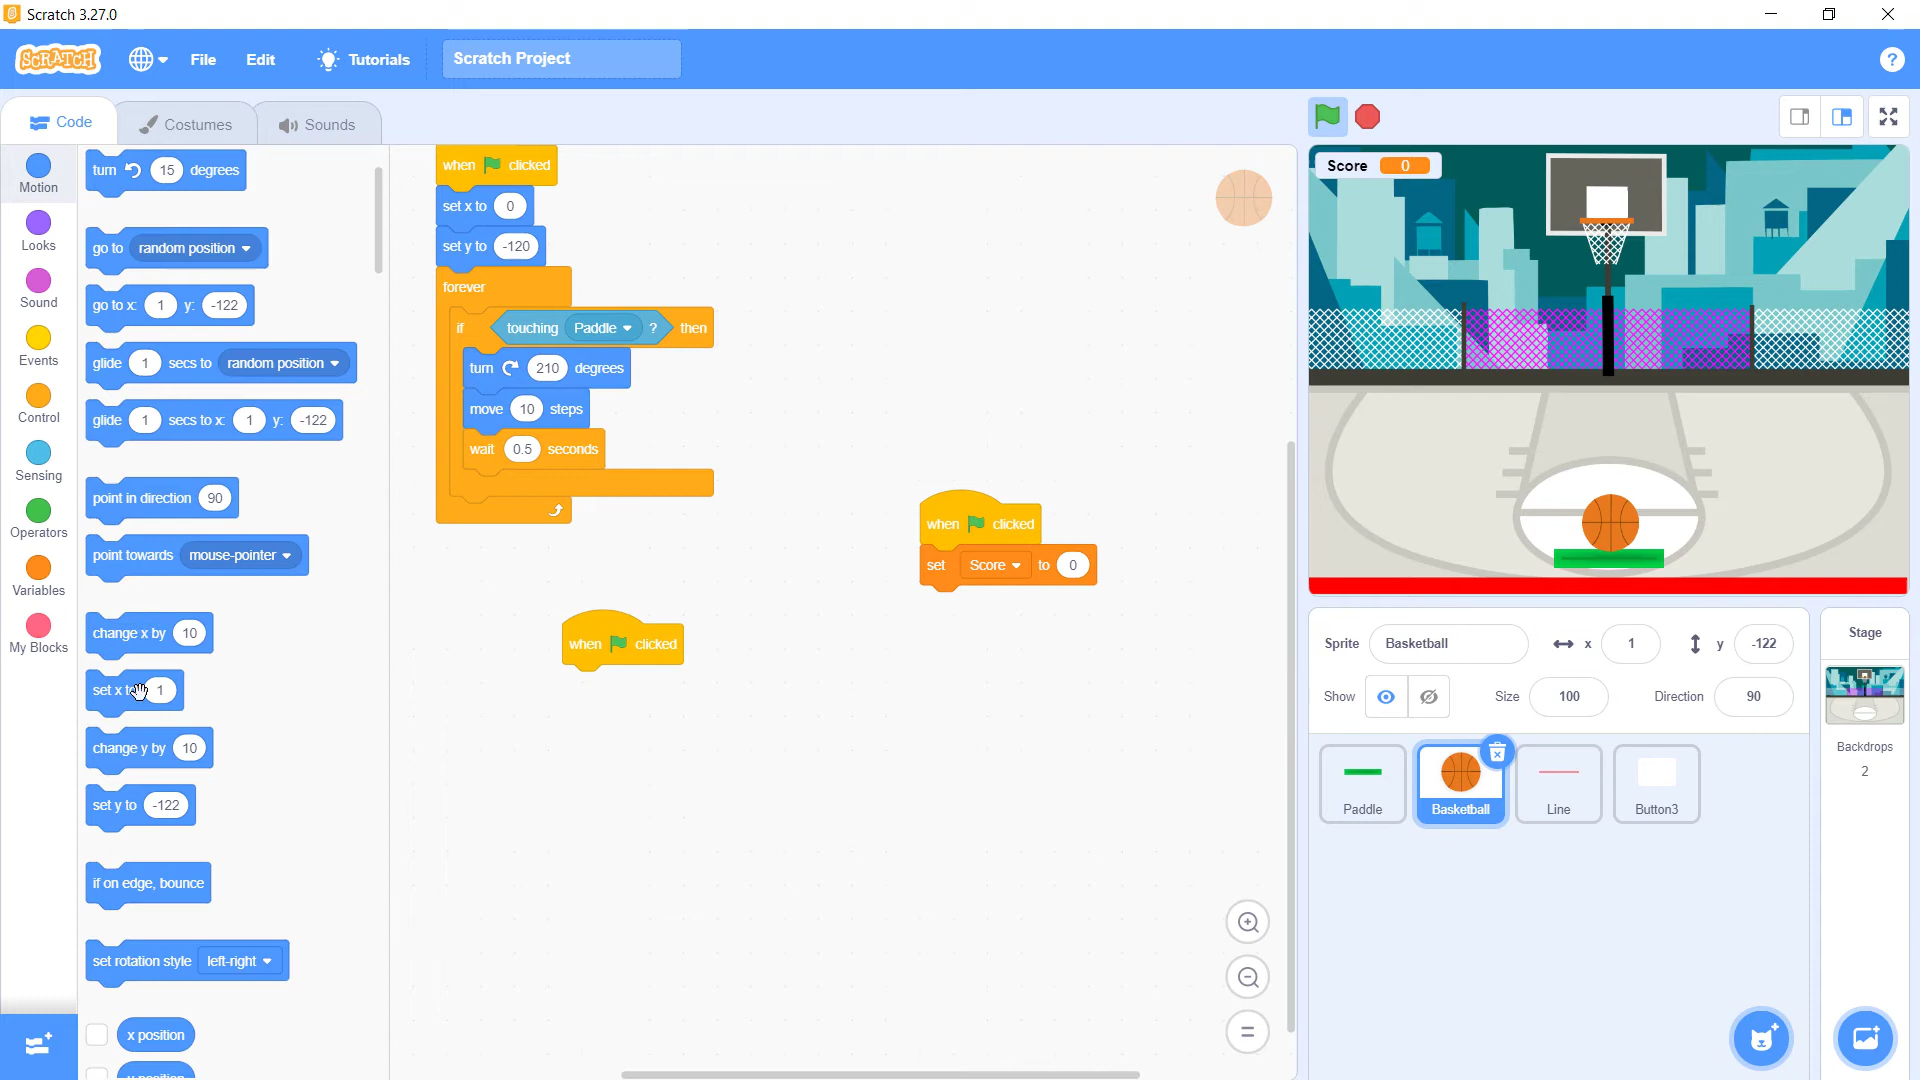 Scratch 3.27.0
SCRATCH File Edit Tutorials Scratch Project ?
Code Costumes Sounds
Motion
Looks
Sound
Events
Control
Sensing
Operators
Variables
My Blocks
turn 15 degrees
go to random position
go to x: 1 y: -122
glide 1 secs to random position
glide 1 secs to x: 1 y: -122
point in direction 90
point towards mouse-pointer
change x by 10
set x to 1
change y by 10
set y to -122
if on edge, bounce
set rotation style left-right
x position
when clicked
set x to 0
set y to -120
forever
if touching Paddle ? then
turn 210 degrees
move 10 steps
wait 0.5 seconds
when clicked
set Score to 0
when clicked
Score 0
Sprite Basketball x 1 y -122
Show Size 100 Direction 90
Paddle Basketball Line Button3
Stage
Backdrops
2